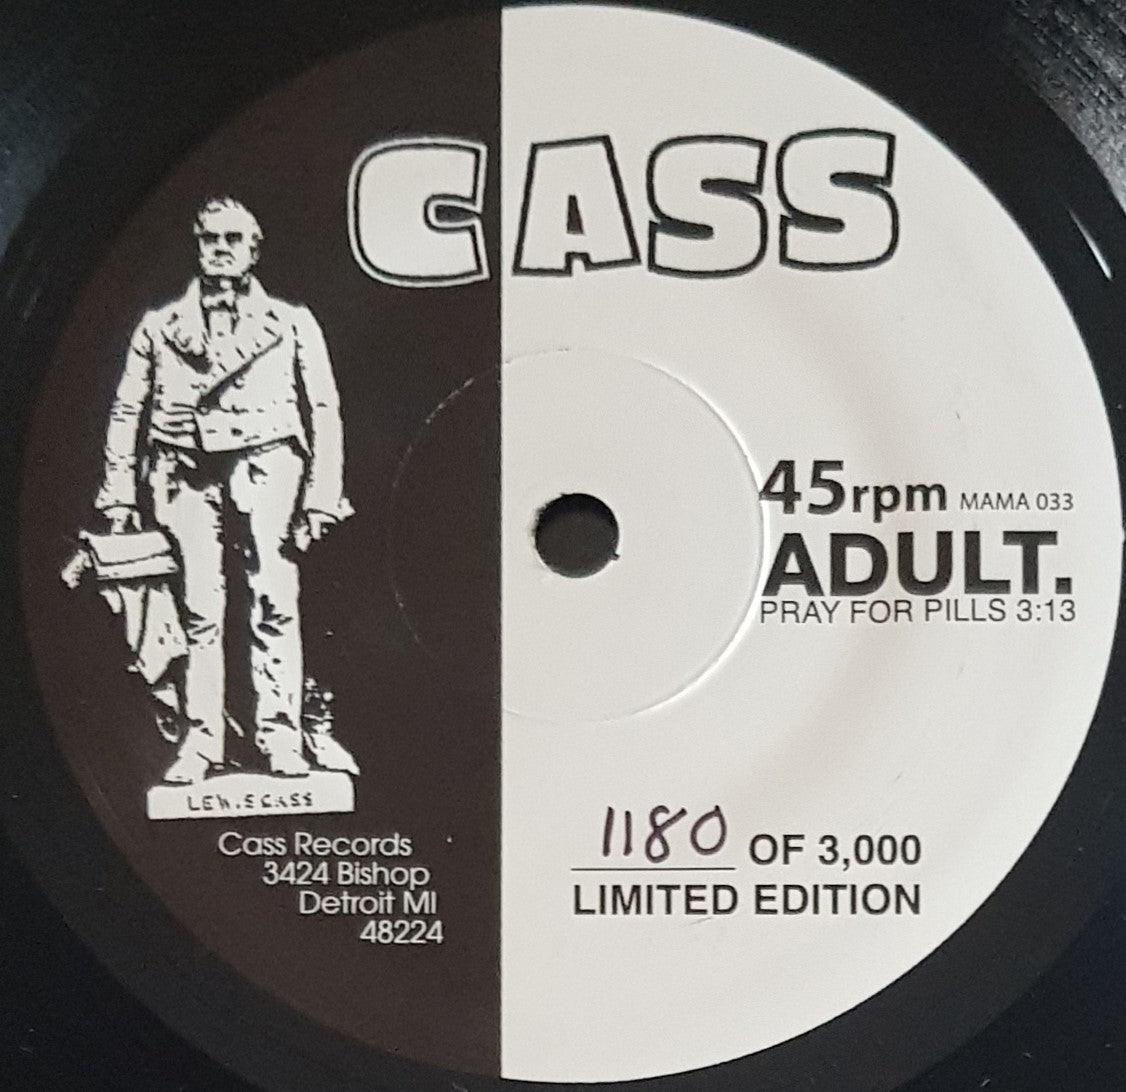 CASS
45rpm MAMA 033
ADULT.
PRAY FOR PILLS 3:13
LEWIS CASS
Cass Records
3424 Bishop
Detroit MI
48224
1180 OF 3,000
LIMITED EDITION